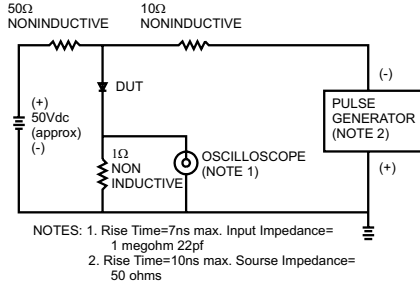 50Ω
NONINDUCTIVE
10Ω
NONINDUCTIVE
(+)
50Vdc
(approx)
(-)
DUT
1Ω
NON
INDUCTIVE
OSCILLOSCOPE
(NOTE 1)
(-)
PULSE
GENERATOR
(NOTE 2)
(+)
NOTES: 1. Rise Time=7ns max. Input Impedance=
1 megohm 22pf
2. Rise Time=10ns max. Sourse Impedance=
50 ohms